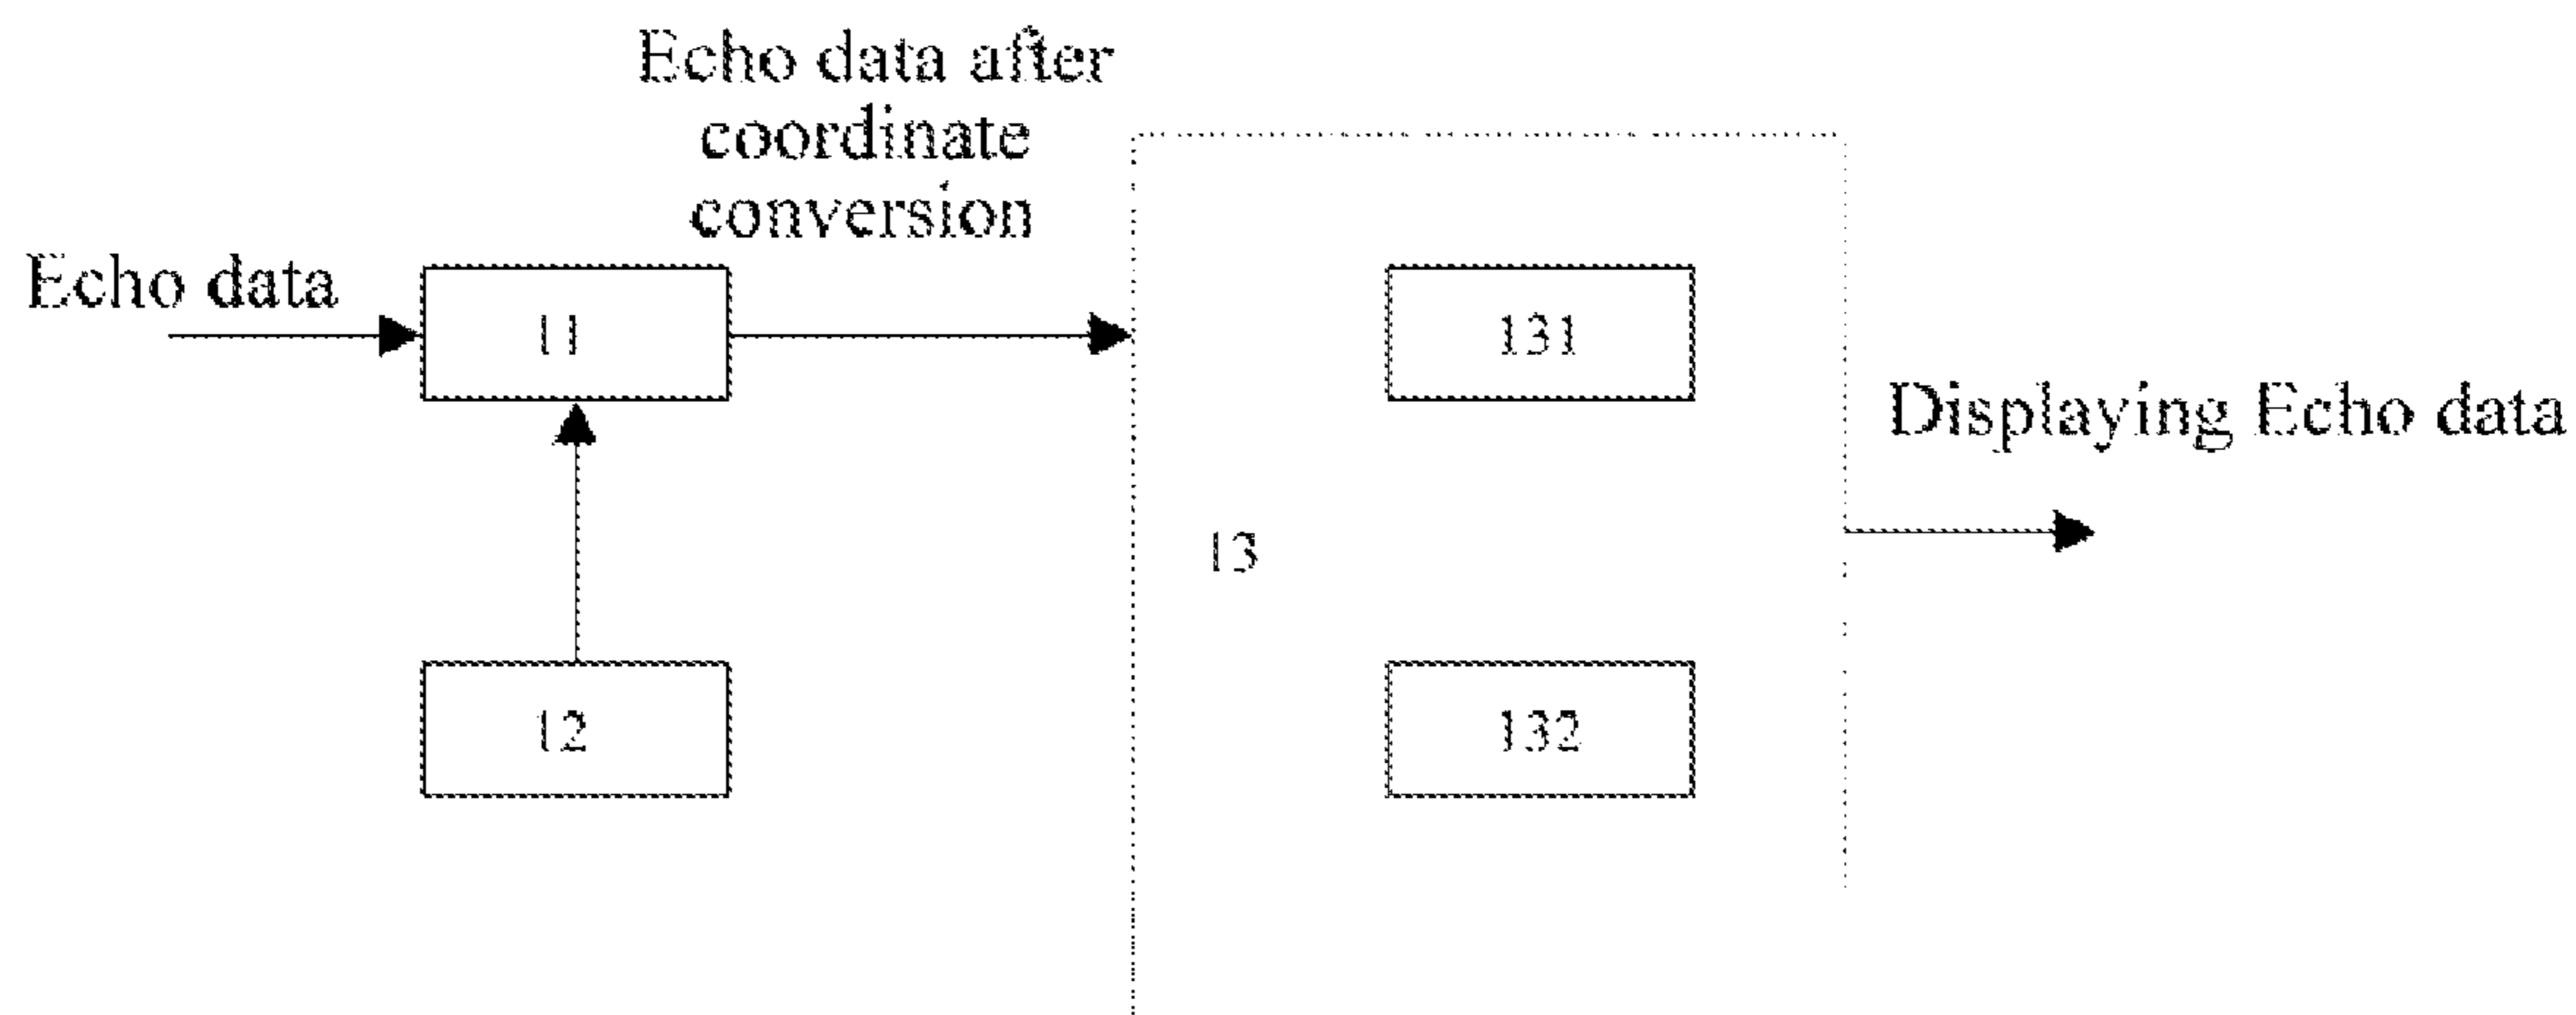 Echo data after
coordinate
conversion
Echo data
11
131
Displaying Echo data
13
12
132